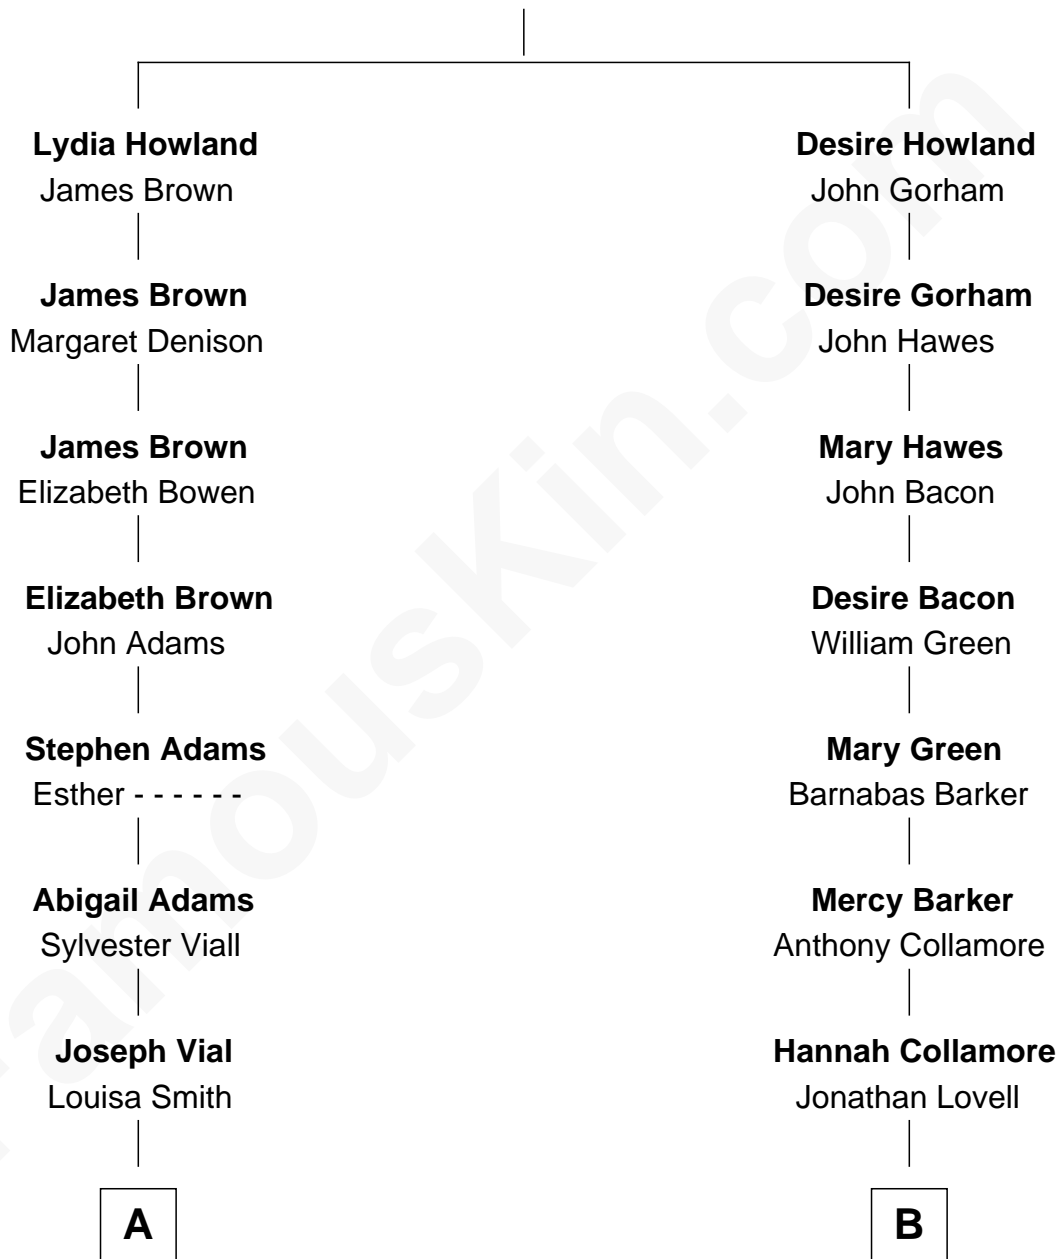 Lydia Howland
James Brown
James Brown
Margaret Denison
James Brown
Elizabeth Bowen
Elizabeth Brown
John Adams
Stephen Adams
Esther - - - - - -
Abigail Adams
Sylvester Viall
Joseph Vial
Louisa Smith
A
Desire Howland
John Gorham
Desire Gorham
John Hawes
Mary Hawes
John Bacon
Desire Bacon
William Green
Mary Green
Barnabas Barker
Mercy Barker
Anthony Collamore
Hannah Collamore
Jonathan Lovell
B
FamousKin.com